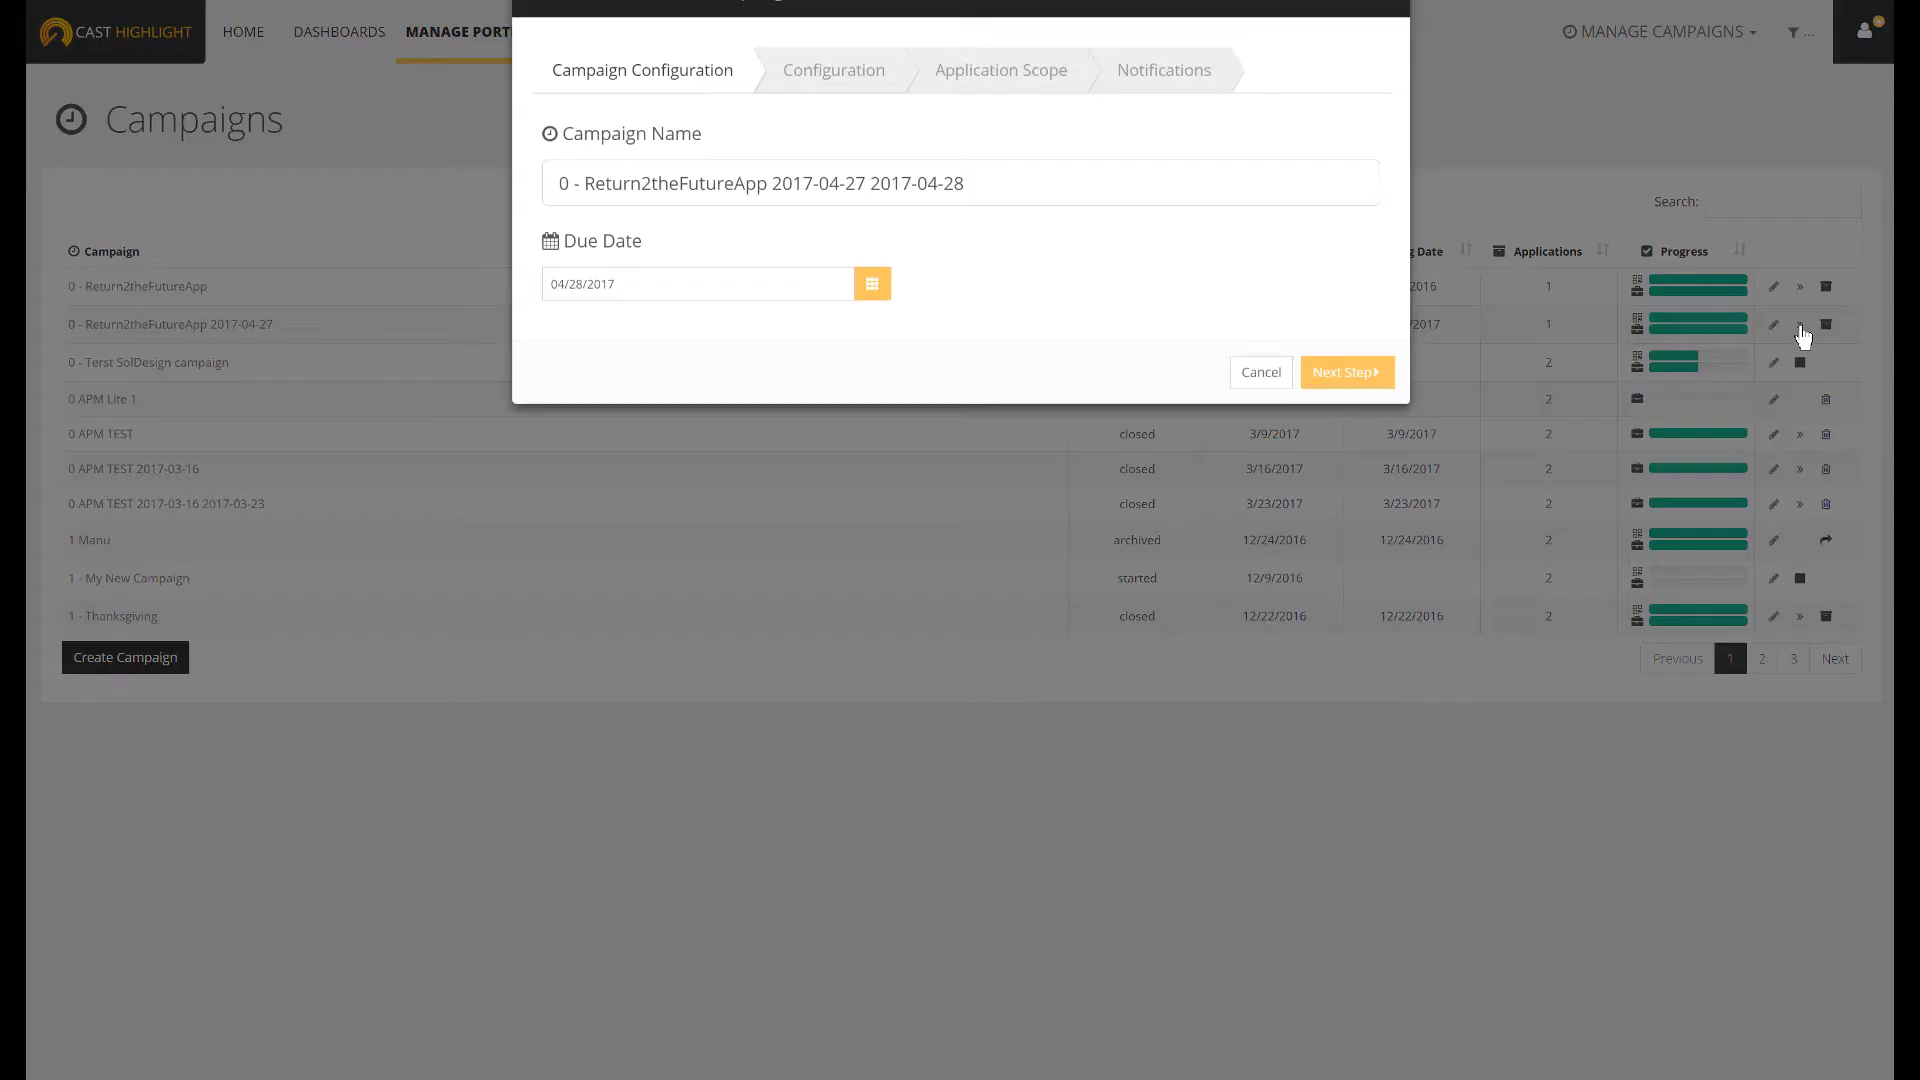 CAST HIGHLIGHT HOME DASHBOARDS MANAGE PORT MANAGE CAMPAIGNS ...
Campaign Configuration Configuration Application Scope Notifications
Campaigns
Campaign Name
0 - Return2theFutureApp 2017-04-27 2017-04-28
Due Date
04/28/2017
Cancel Next Step
Search:
Campaign g Date Applications Progress
0 - Return2theFutureApp 2016 1
0 - Return2theFutureApp 2017-04-27 /2017 1
0 - Terst SolDesign campaign 2
0 APM Lite 1 2
0 APM TEST closed 3/9/2017 3/9/2017 2
0 APM TEST 2017-03-16 closed 3/16/2017 3/16/2017 2
0 APM TEST 2017-03-16 2017-03-23 closed 3/23/2017 3/23/2017 2
1 Manu archived 12/24/2016 12/24/2016 2
1 - My New Campaign started 12/9/2016 2
1 - Thanksgiving closed 12/22/2016 12/22/2016 2
Create Campaign Previous 1 2 3 Next